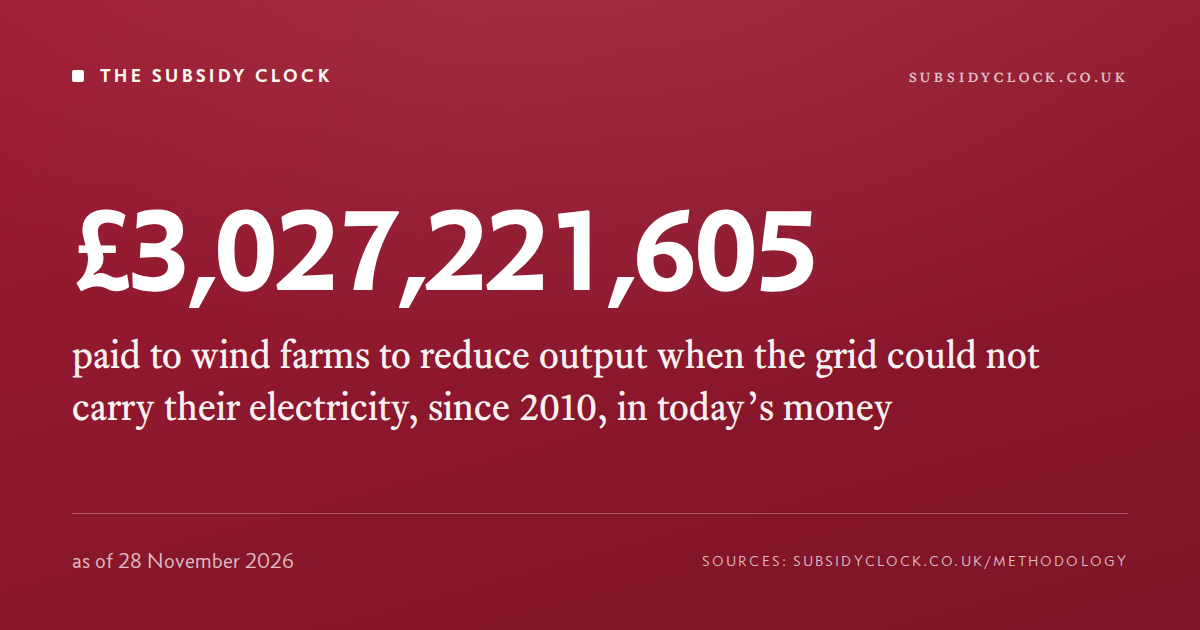 THE SUBSIDY CLOCK
SUBSIDYCLOCK.CO.UK
£3,027,221,605
paid to wind farms to reduce output when the grid could not
carry their electricity, since 2010, in today’s money
as of 28 November 2026
SOURCES: SUBSIDYCLOCK.CO.UK/METHODOLOGY